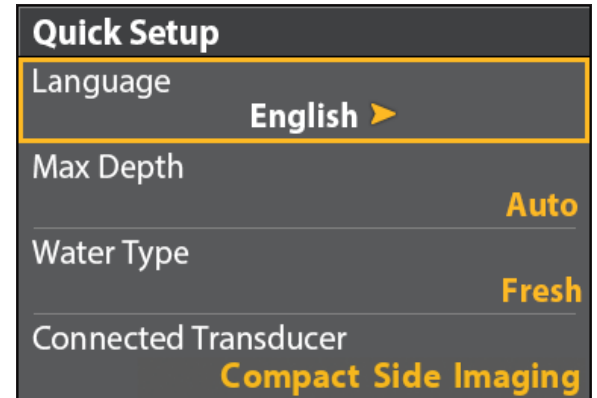 Quick Setup
Language
English
Max Depth
Auto
Water Type
Fresh
Connected Transducer
Compact Side Imaging